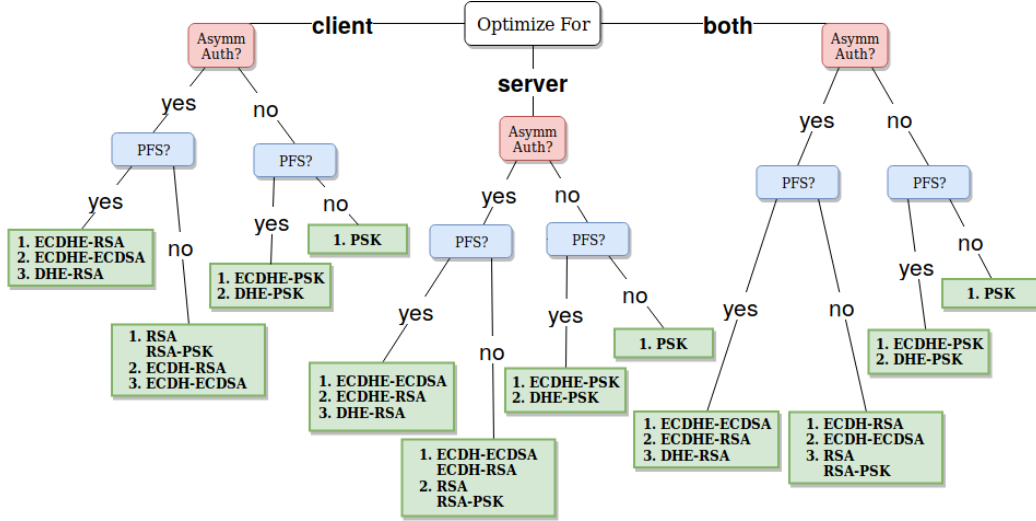 Optimize For
client
server
both
Asymm
Auth?
yes
no
PFS?
yes
no
1. ECDHE-RSA
2. ECDHE-ECDSA
3. DHE-RSA
1. RSA
RSA-PSK
2. ECDH-RSA
3. ECDH-ECDSA
PFS?
yes
no
1. ECDHE-PSK
2. DHE-PSK
1. PSK
Asymm
Auth?
yes
no
PFS?
yes
no
1. ECDHE-ECDSA
2. ECDHE-RSA
3. DHE-RSA
1. ECDH-ECDSA
ECDH-RSA
2. RSA
RSA-PSK
PFS?
yes
no
1. ECDHE-PSK
2. DHE-PSK
1. PSK
Asymm
Auth?
yes
no
PFS?
yes
no
1. ECDHE-ECDSA
2. ECDHE-RSA
3. DHE-RSA
1. ECDH-RSA
2. ECDH-ECDSA
3. RSA
RSA-PSK
PFS?
yes
no
1. ECDHE-PSK
2. DHE-PSK
1. PSK